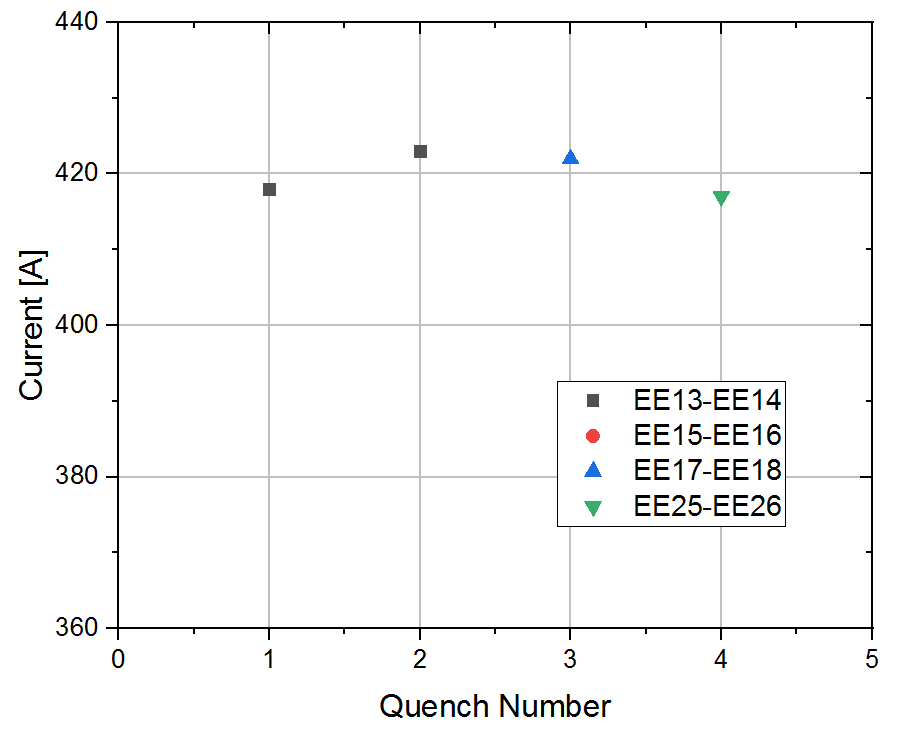 440
420
400
380
360
0 1 2 3 4 5
Current [A]
Quench Number
EE13-EE14
EE15-EE16
EE17-EE18
EE25-EE26